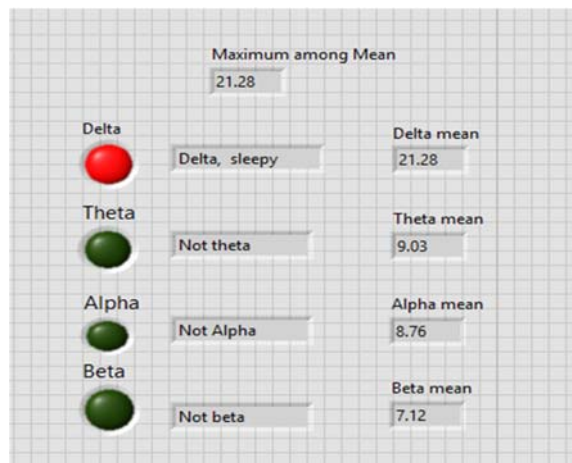 Maximum among Mean
21.28
Delta
Delta, sleepy
Delta mean
21.28
Theta
Not theta
Theta mean
9.03
Alpha
Not Alpha
Alpha mean
8.76
Beta
Not beta
Beta mean
7.12